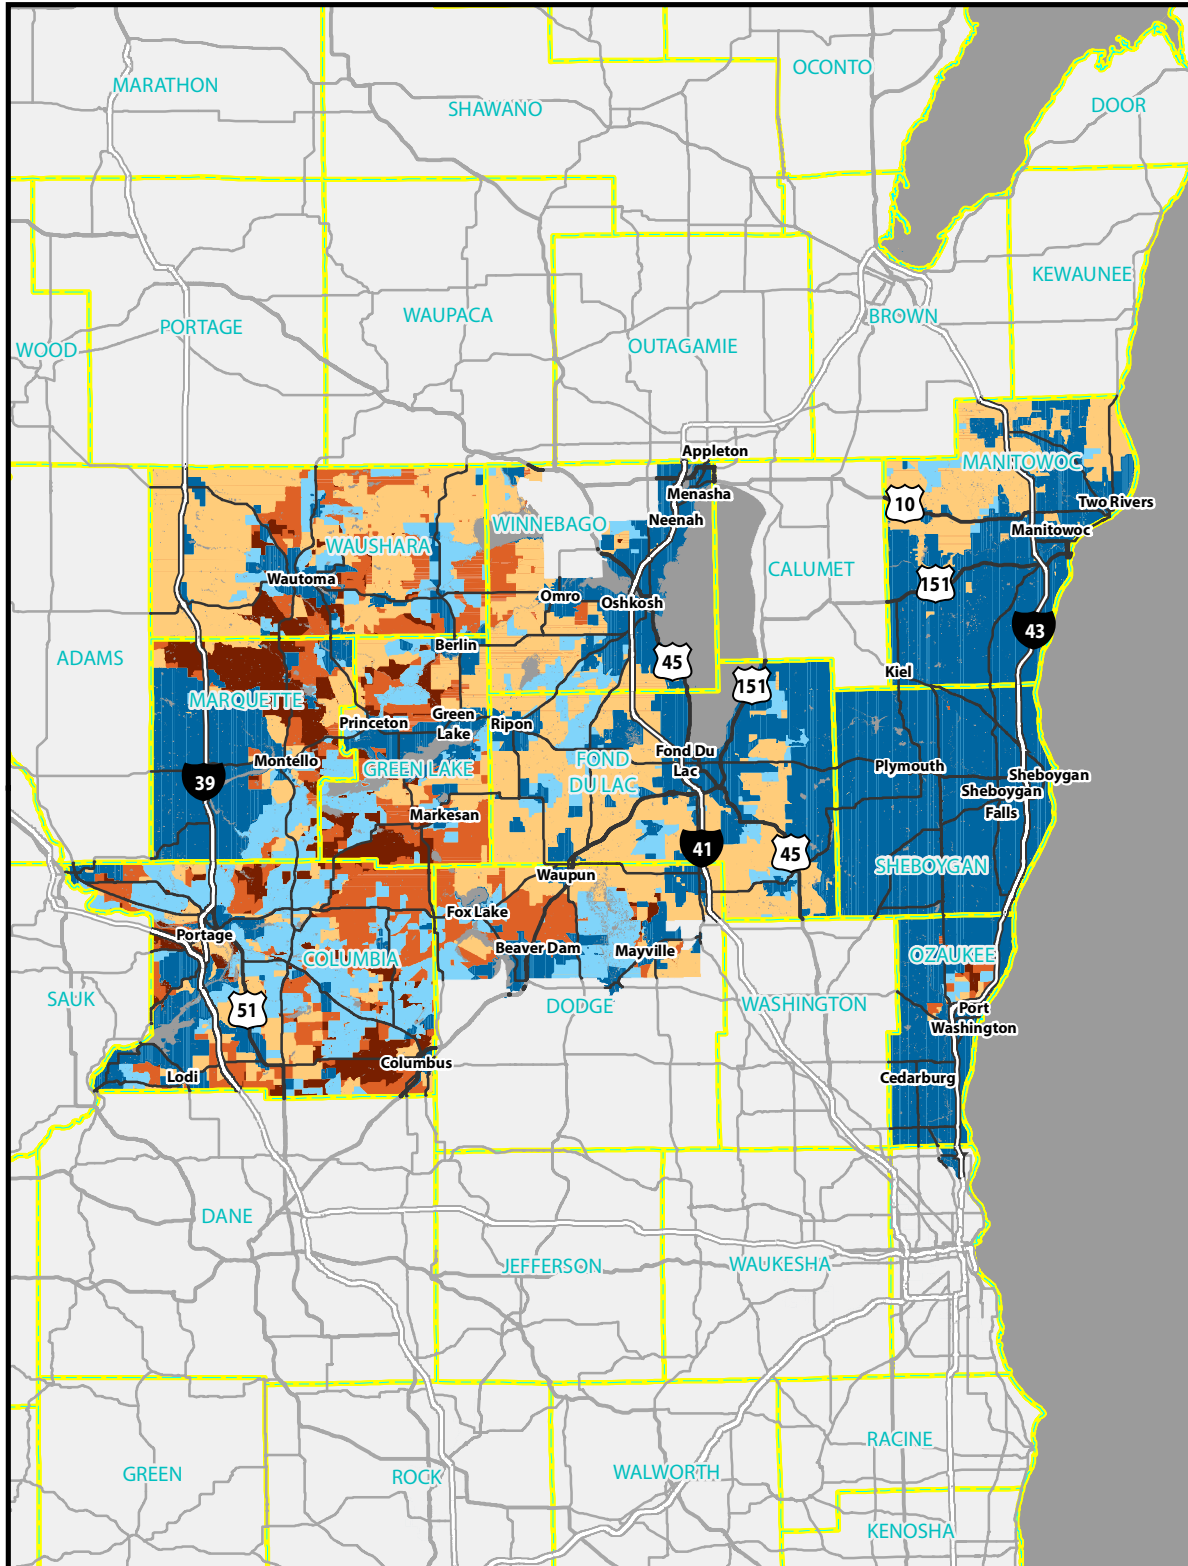 OCONTO
MARATHON
SHAWANO
DOOR
KEWAUNEE
WAUPACA
BROWN
PORTAGE
OUTAGAMIE
WOOD
Appleton
MANITOWOC
Menasha
10
Two Rivers
Neenah
WINNEBAGO
Manitowoc
WAUSHARA
CALUMET
Wautoma
151
Omro
Oshkosh
43
Berlin
ADAMS
45
Kiel
151
MARQUETTE
Green
Lake
Princeton
Ripon
Fond Du
Lac
FOND
DU LAC
Montello
GREEN LAKE
Plymouth
Sheboygan
39
Sheboygan
Falls
Markesan
41
45
SHEBOYGAN
Waupun
Fox Lake
Portage
Beaver Dam
Mayville
COLUMBIA
OZAUKEE
SAUK
51
DODGE
WASHINGTON
Port
Washington
Columbus
Lodi
Cedarburg
DANE
JEFFERSON
WAUKESHA
RACINE
GREEN
ROCK
WALWORTH
KENOSHA